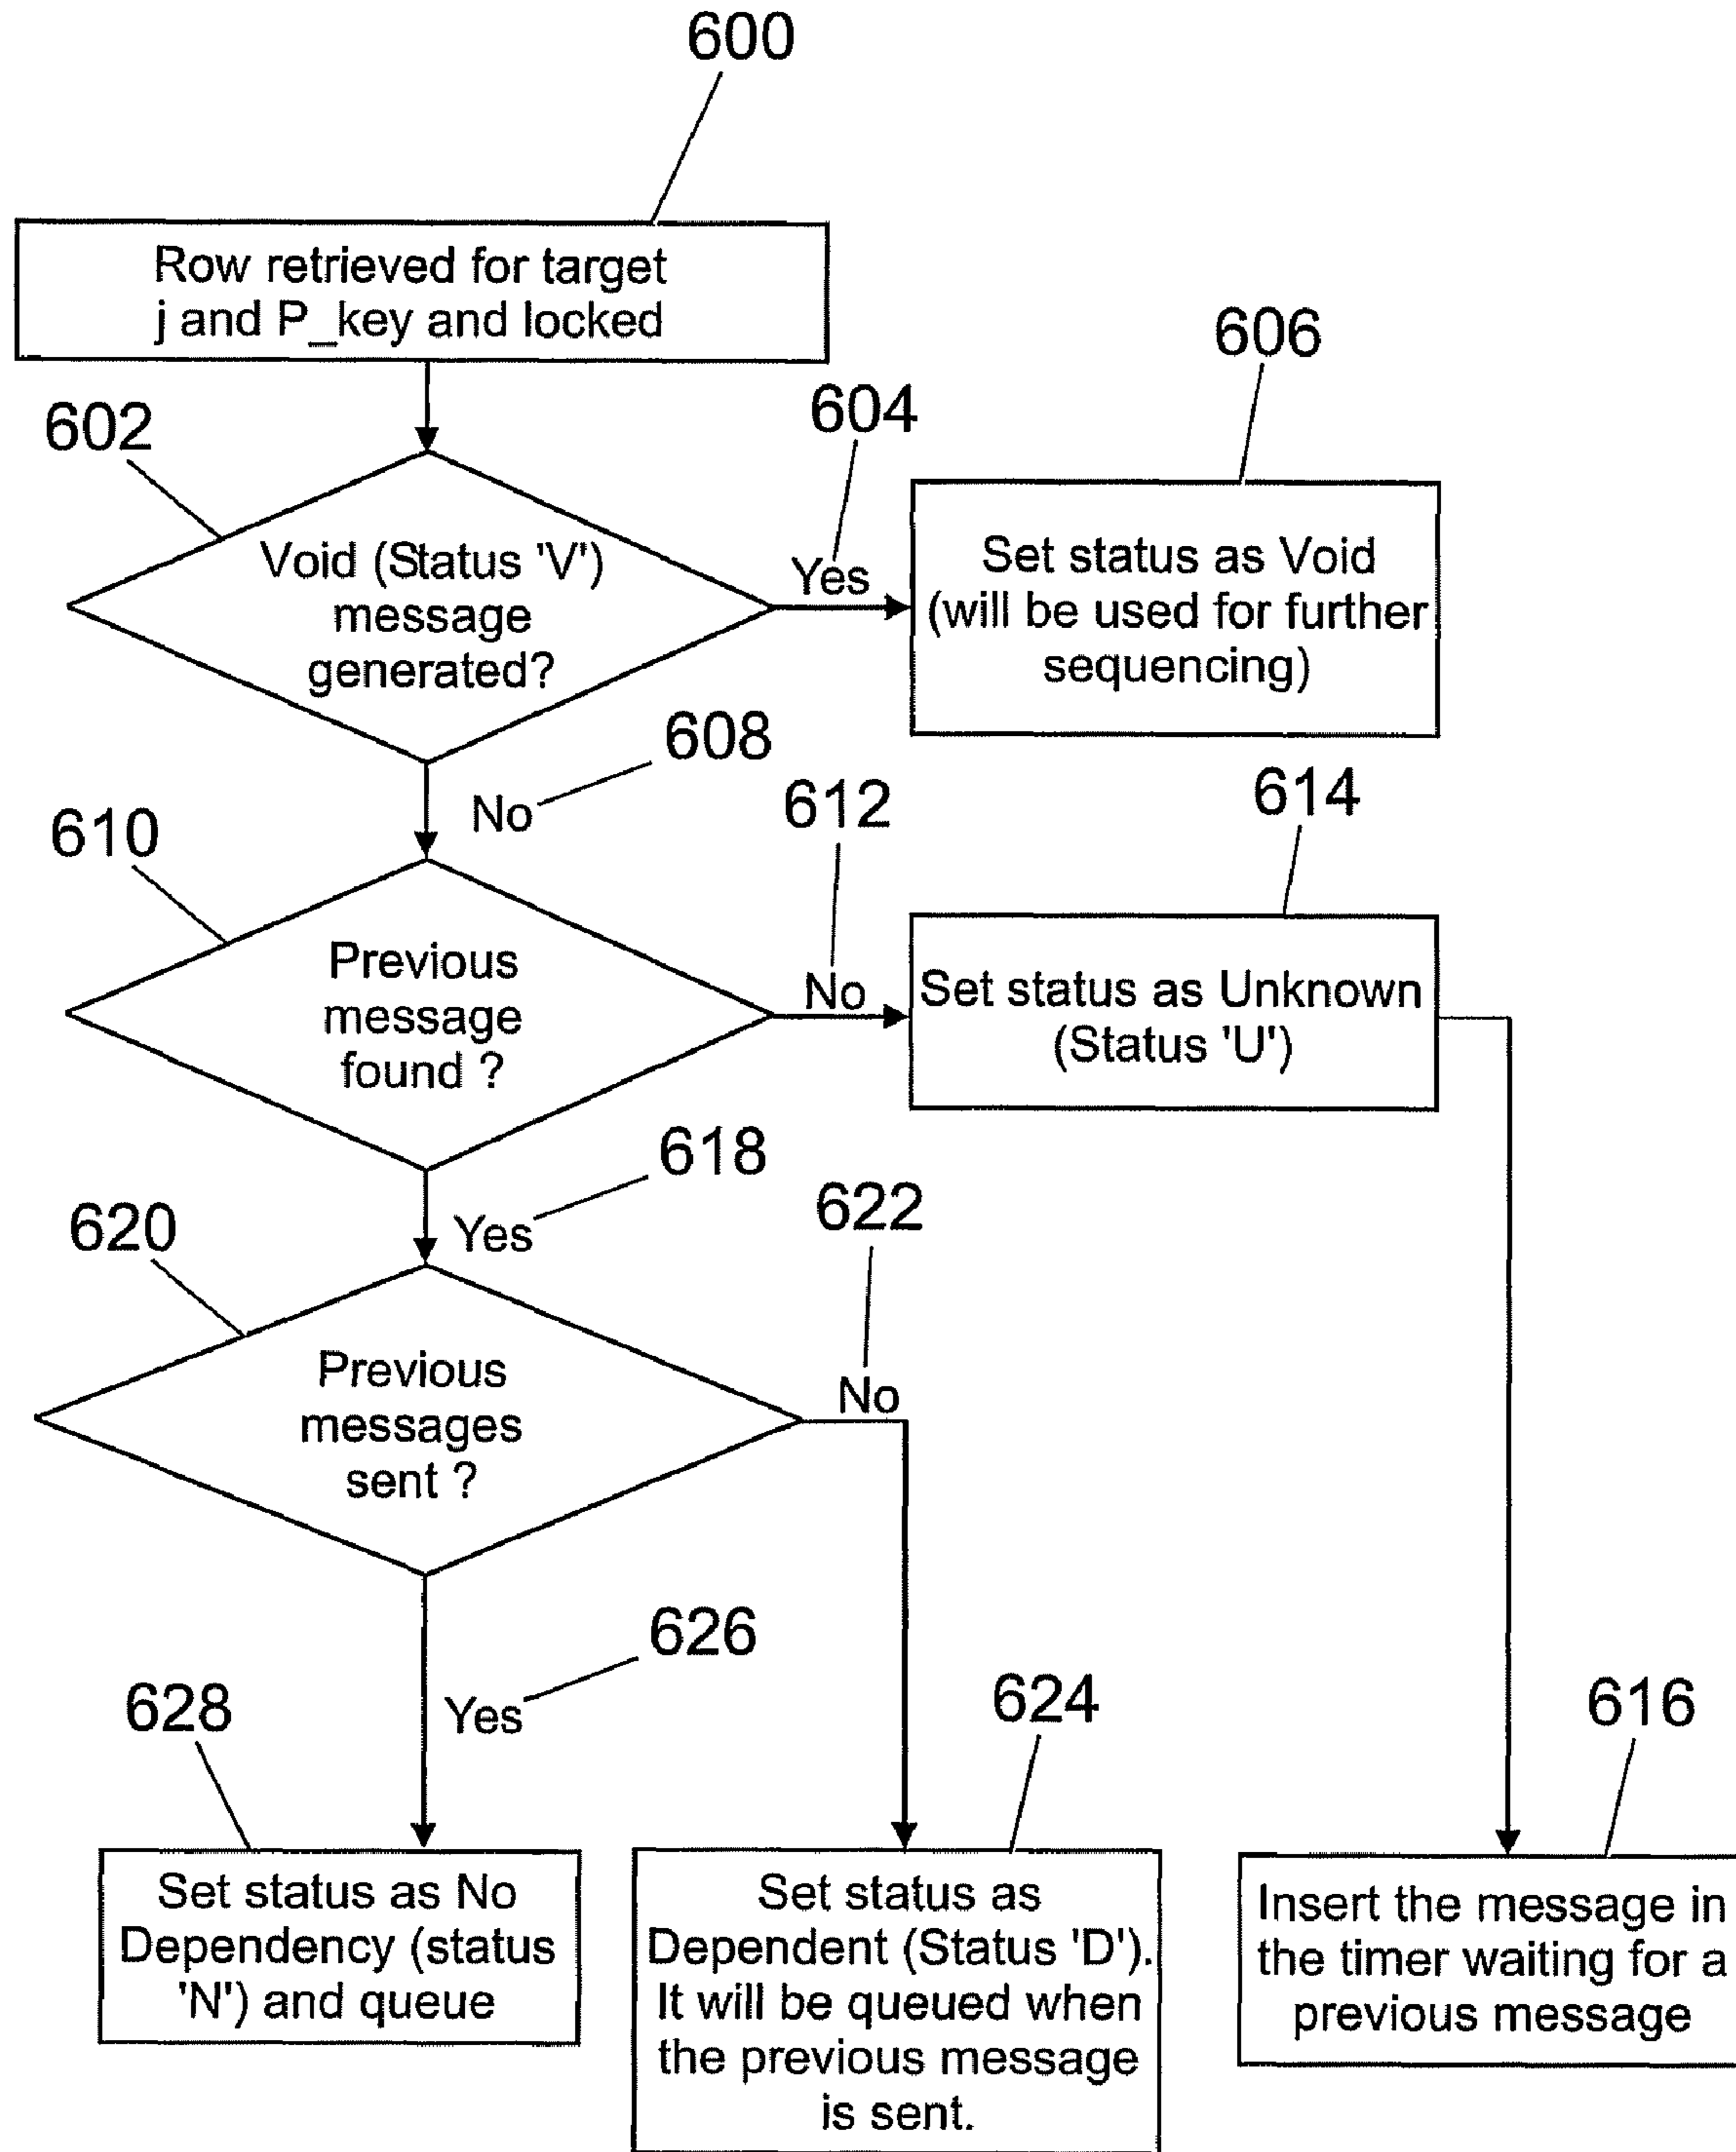 600
Row retrieved for target
j and P_key and locked
602
604
606
Void (Status 'V')
message
generated?
Yes
Set status as Void
(will be used for further
sequencing)
608
No
610
612
614
Previous
message
found ?
No
Set status as Unknown
(Status 'U')
618
Yes
620
622
Previous
messages
sent ?
No
626
Yes
628
624
616
Set status as No
Dependency (status
'N') and queue
Set status as
Dependent (Status 'D').
It will be queued when
the previous message
is sent.
Insert the message in
the timer waiting for a
previous message